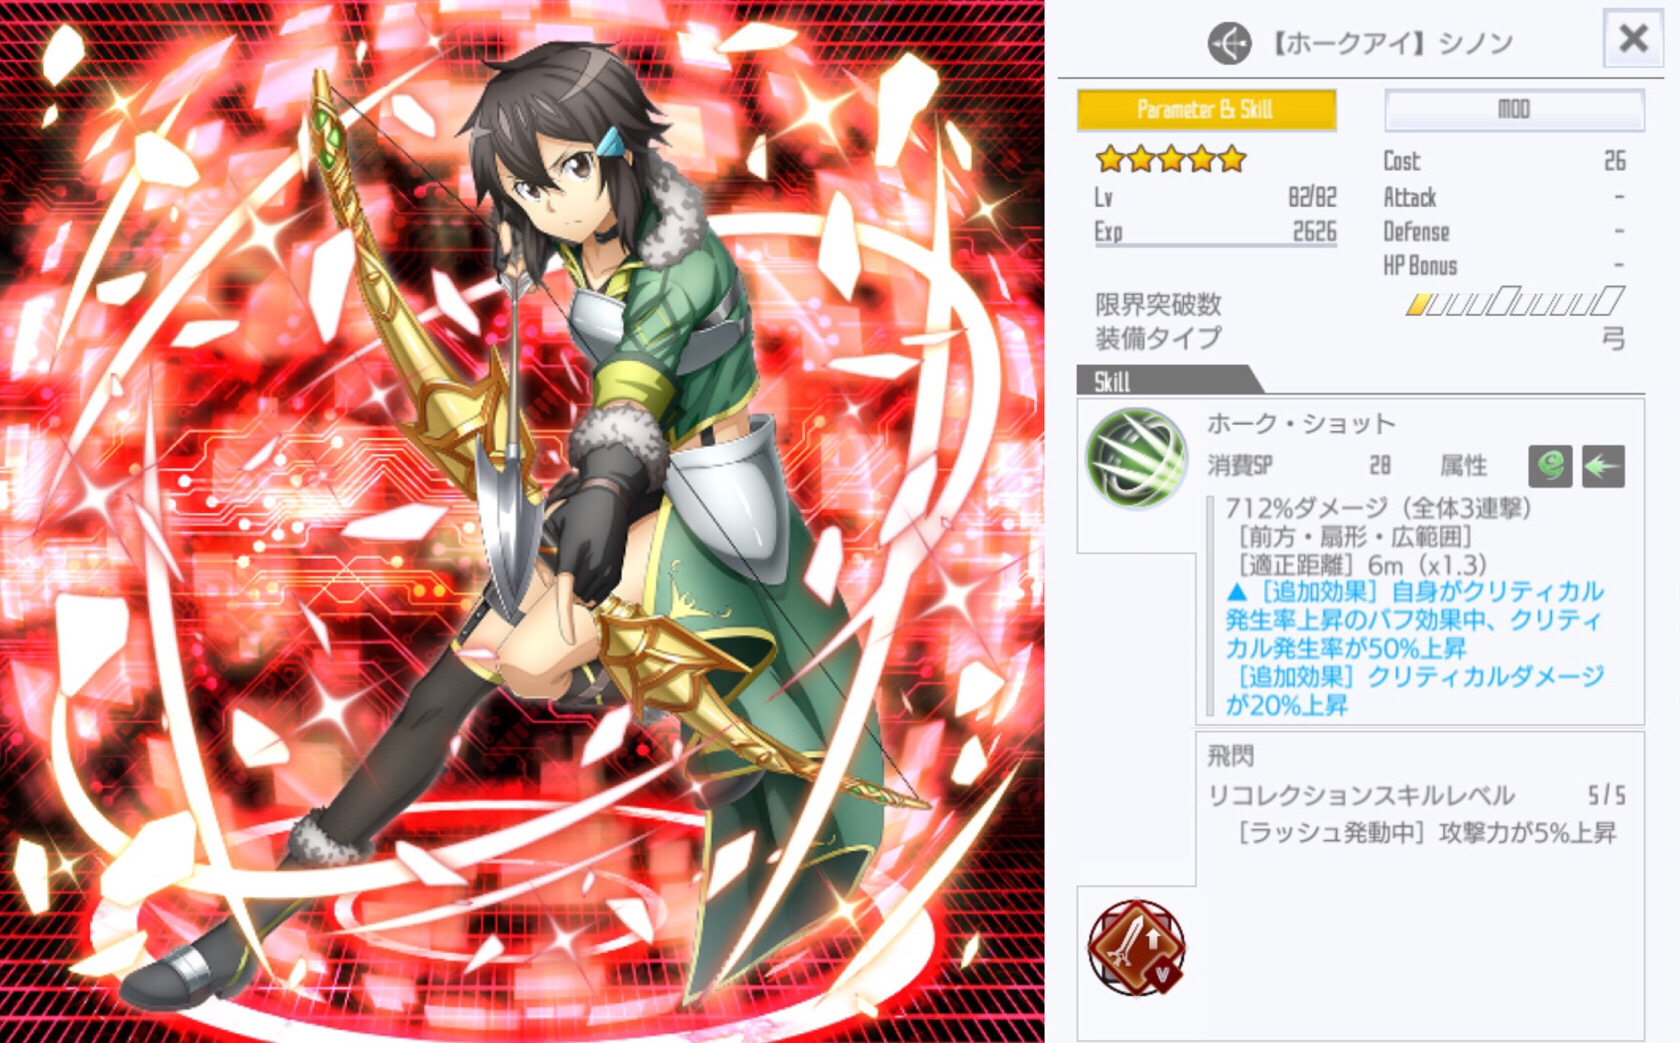 【ホークアイ】シノン
Parameter & Skill
MOD
Lv 82/82
Exp 2626
Cost 26
Attack -
Defense -
HP Bonus -
限界突破数
装備タイプ 弓
Skill
ホーク・ショット
消費SP 28 属性
712%ダメージ（全体3連撃）
［前方・扇形・広範囲］
［適正距離］6m（x1.3）
▲［追加効果］自身がクリティカル
発生率上昇のバフ効果中、クリティ
カル発生率が50%上昇
［追加効果］クリティカルダメージ
が20%上昇
飛閃
リコレクションスキルレベル 5/5
［ラッシュ発動中］攻撃力が5%上昇
V